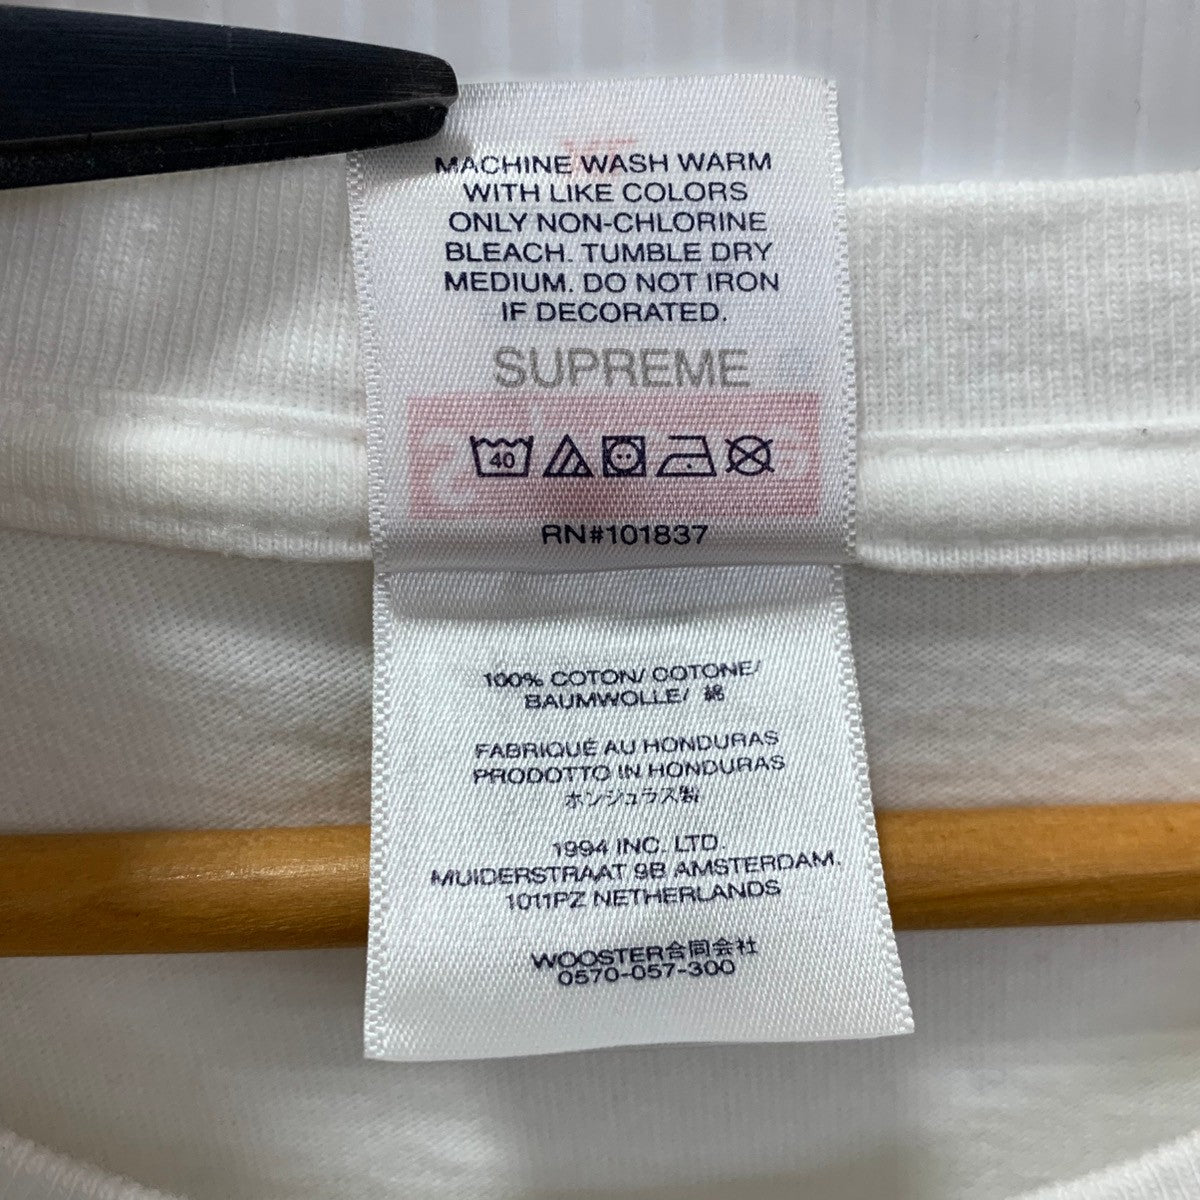 MACHINE WASH WARM
WITH LIKE COLORS
ONLY NON-CHLORINE
BLEACH. TUMBLE DRY
MEDIUM. DO NOT IRON
IF DECORATED.
SUPREME
40
RN#101837
100% COTON/ COTONE/
BAUMWOLLE/ 綿
FABRIQUÉ AU HONDURAS
PRODOTTO IN HONDURAS
ホンジュラス製
1994 INC. LTD
MUIDERSTRAAT 9B AMSTERDAM.
1011PZ NETHERLANDS
WOOSTER合同会社
0570-057-300